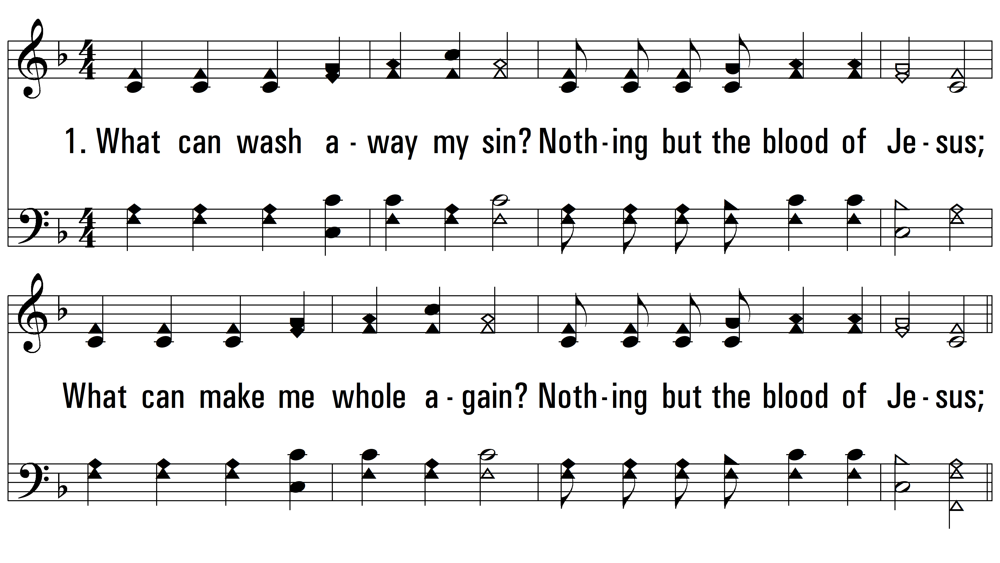 1. What can wash a - way my sin? Noth - ing but the blood of Je - sus;
What can make me whole a - gain? Noth - ing but the blood of Je - sus;